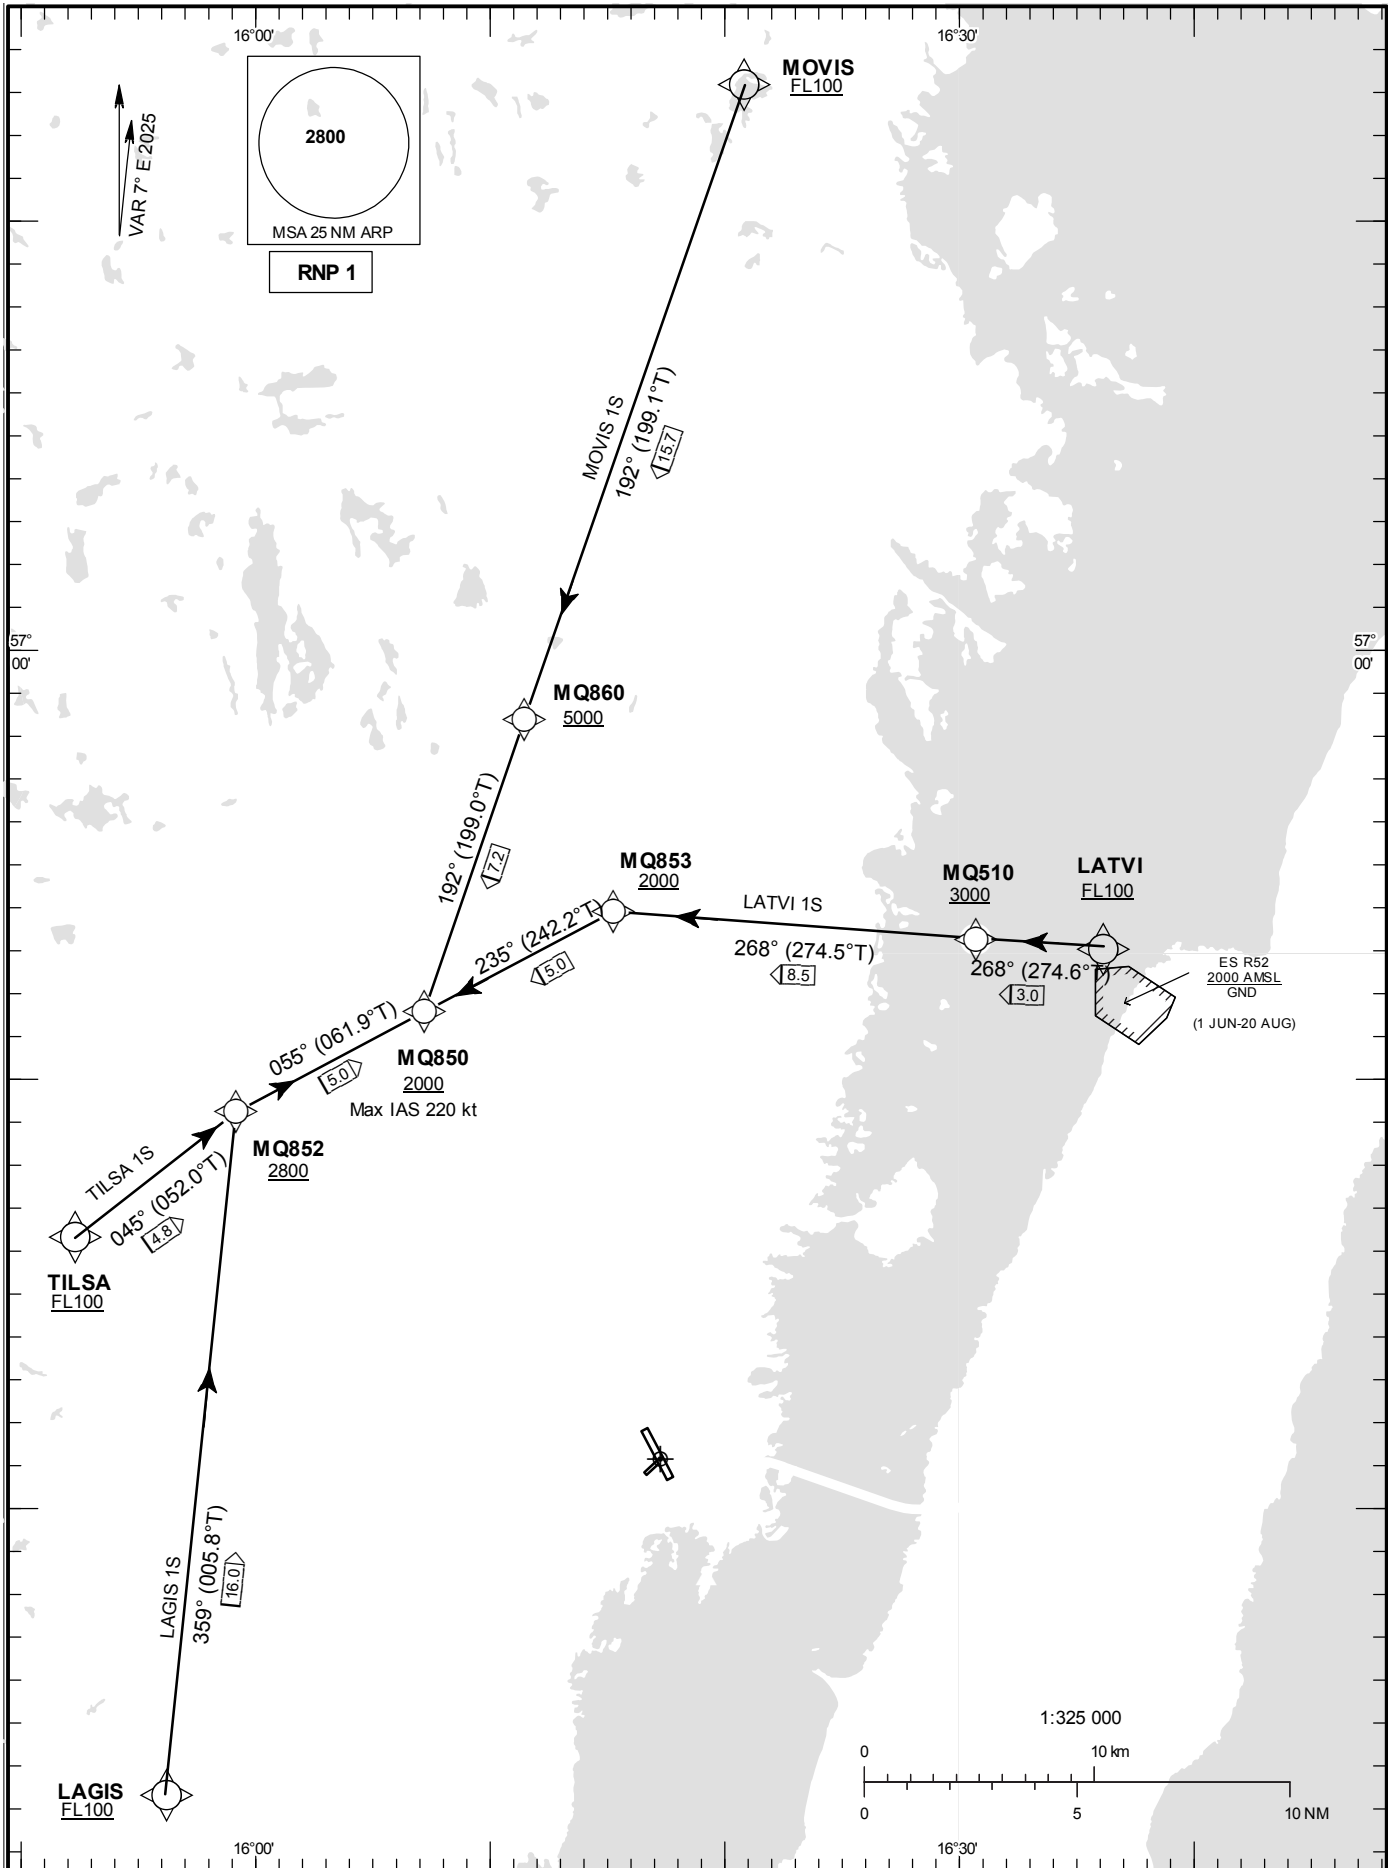 16°00'
16°30'
MOVIS
FL100
VAR 7° E 2025
2800
MSA 25 NM ARP
RNP 1
MOVIS 1S
192° (199.1°T)
15.7
57°
00'
57°
00'
MQ860
5000
192° (199.0°T)
7.2
MQ853
2000
MQ510
3000
LATVI
FL100
LATVI 1S
235° (242.2°T)
5.0
268° (274.5°T)
8.5
268° (274.6°T)
3.0
ES R52
2000 AMSL
GND
(1 JUN-20 AUG)
055° (061.9°T)
5.0
MQ850
2000
Max IAS 220 kt
MQ852
2800
TILSA 1S
045° (052.0°T)
4.8
TILSA
FL100
LAGIS 1S
359° (005.8°T)
16.0
LAGIS
FL100
1:325 000
0
10 km
0
5
10 NM
16°00'
16°30'